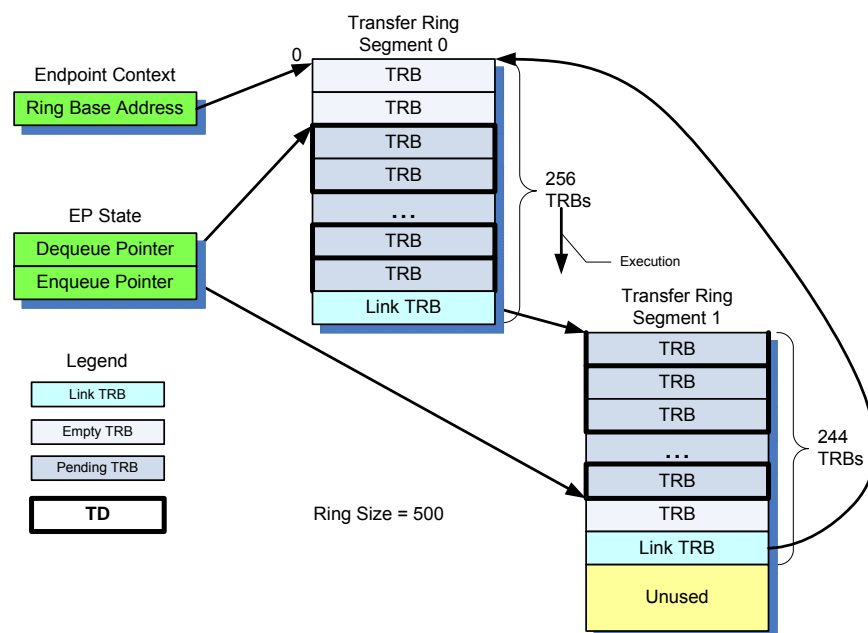 Transfer Ring
Segment 0
0
Endpoint Context
Ring Base Address
TRB
TRB
TRB
TRB
...
TRB
TRB
Link TRB
256
TRBs
Execution
EP State
Dequeue Pointer
Enqueue Pointer
Transfer Ring
Segment 1
TRB
TRB
TRB
...
TRB
TRB
Link TRB
Unused
244
TRBs
Legend
Link TRB
Empty TRB
Pending TRB
TD
Ring Size = 500